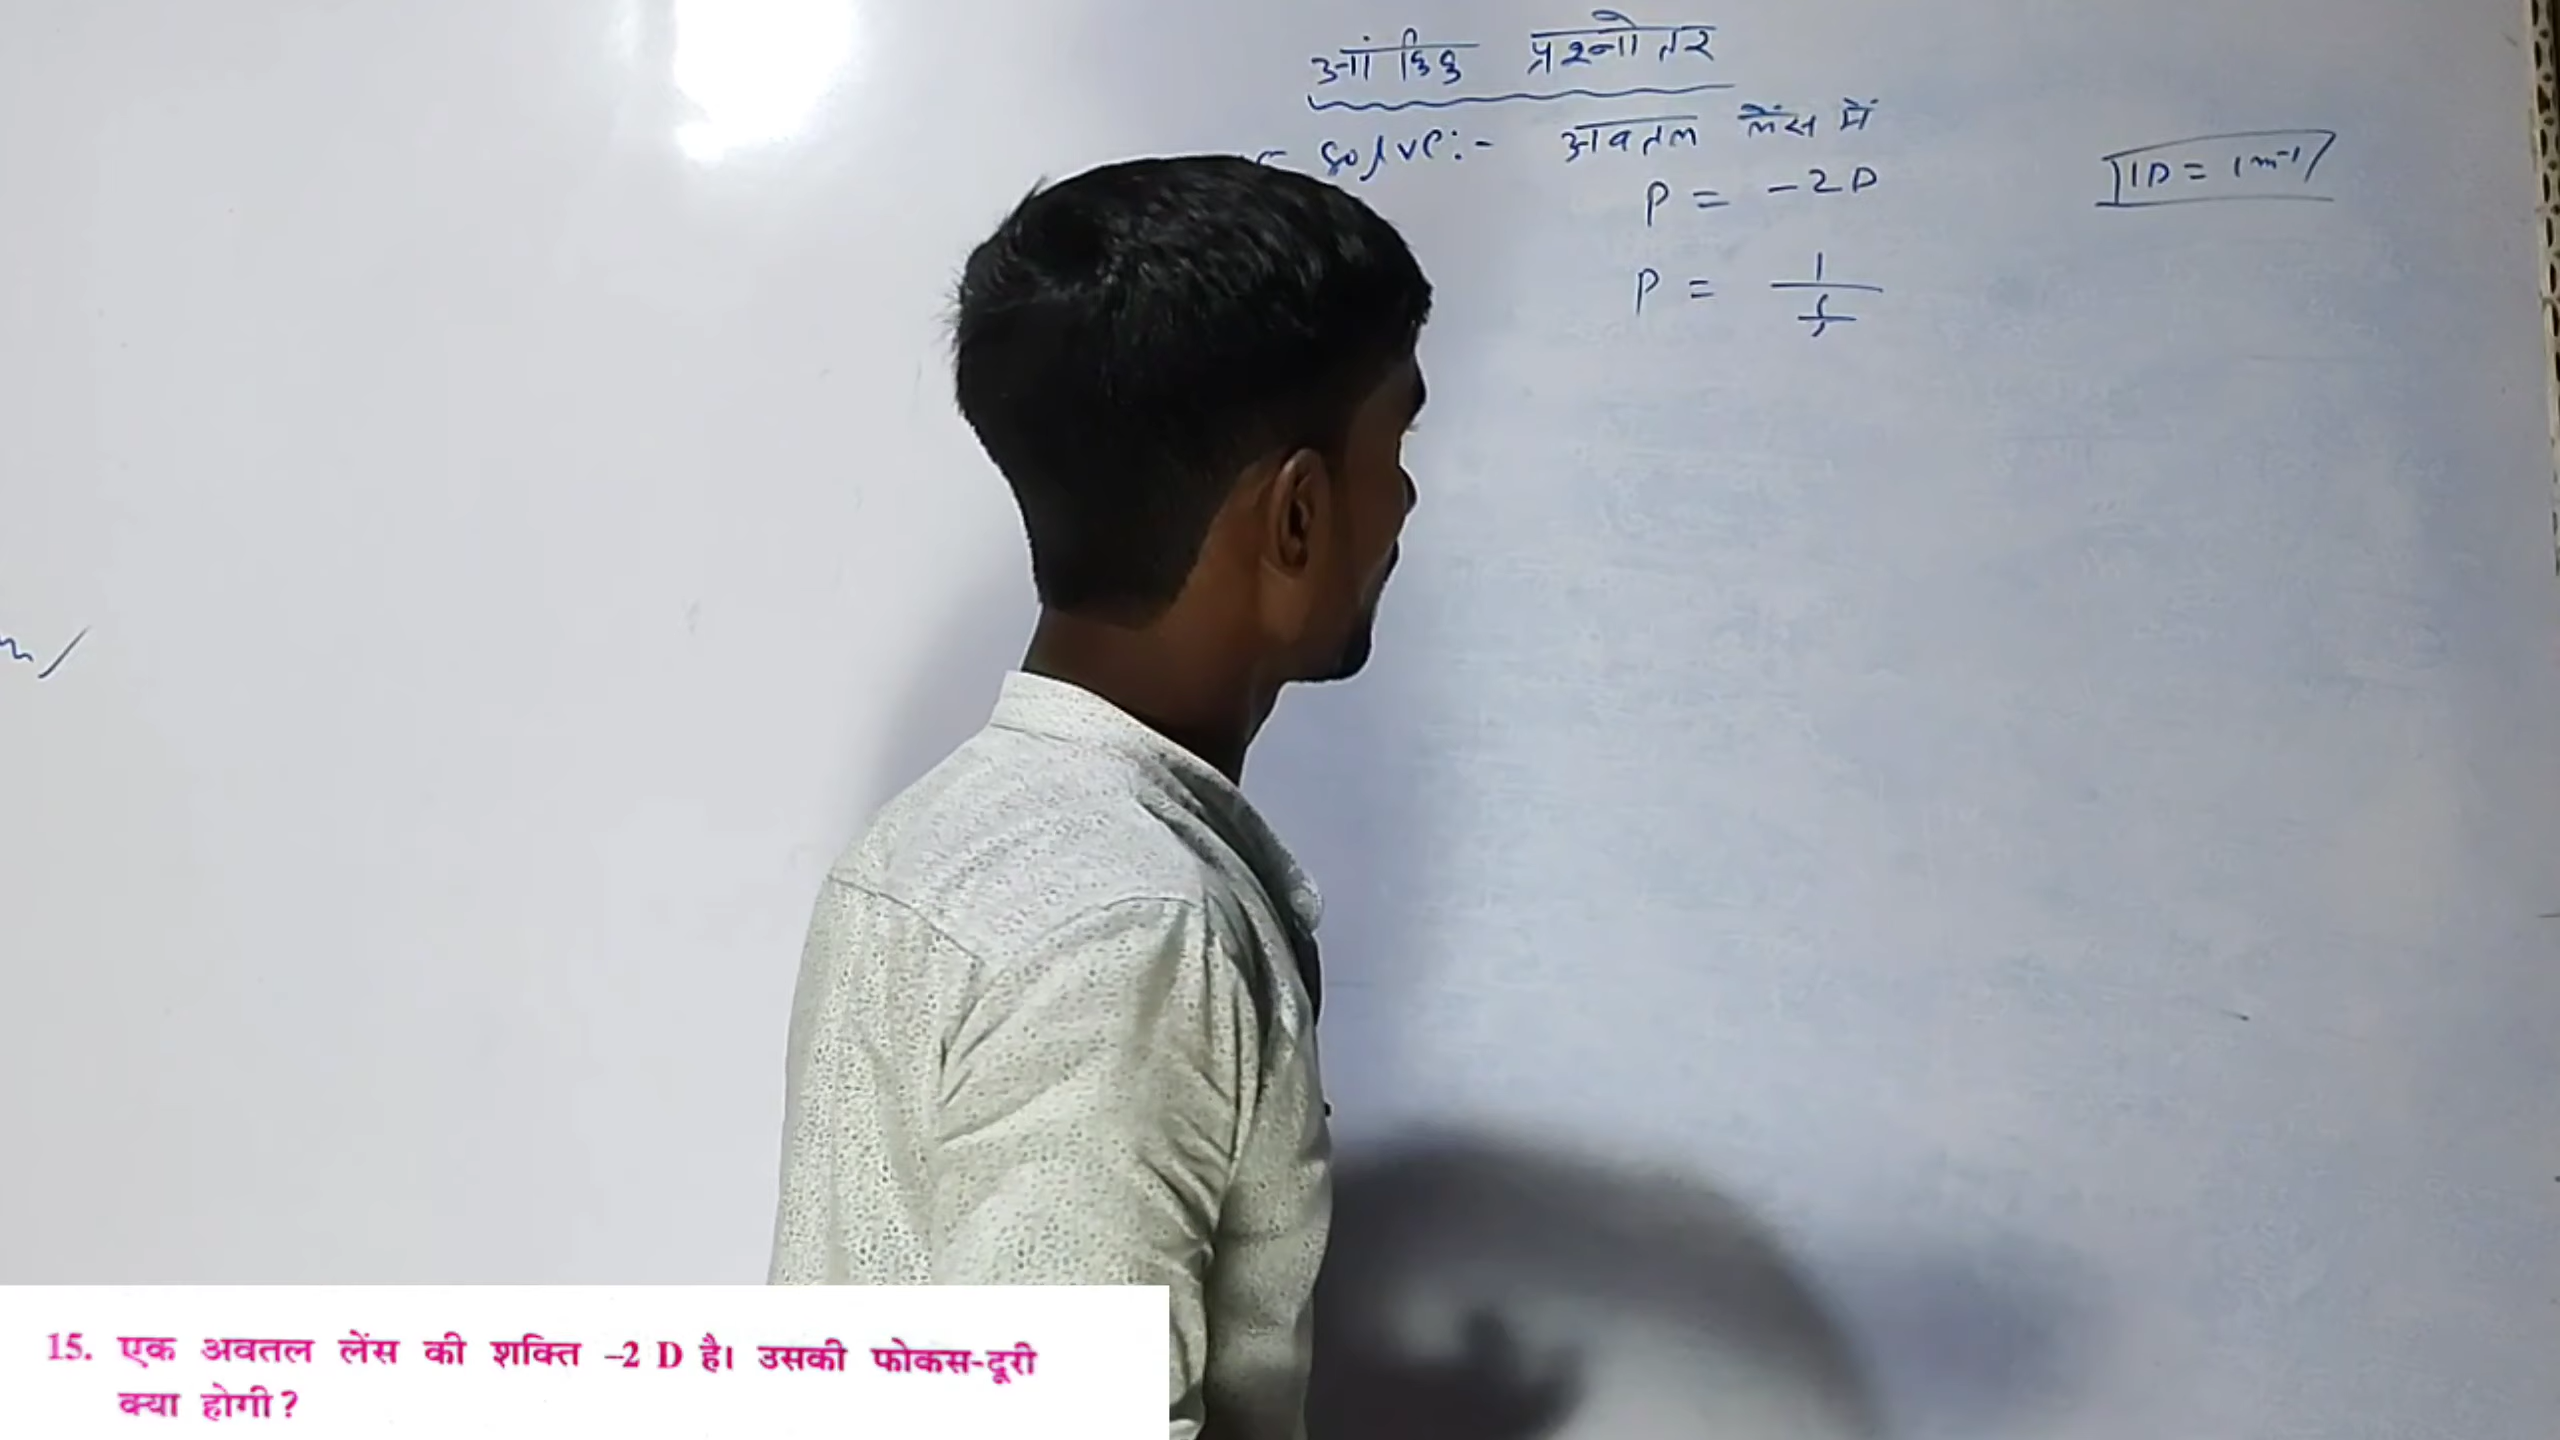 आंकिक प्रश्नोतर
solve:- अवतल लेंस में
P = -2D
1D = 1m⁻¹
P = 1/f
15. एक अवतल लेंस की शक्ति –2 D है। उसकी फोकस-दूरी
क्या होगी?